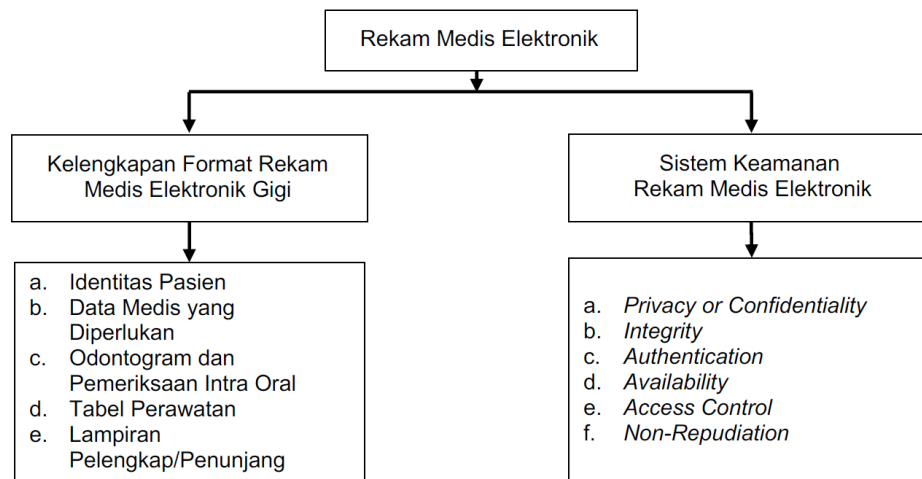 Rekam Medis Elektronik
Kelengkapan Format Rekam
Medis Elektronik Gigi
Sistem Keamanan
Rekam Medis Elektronik
a. Identitas Pasien
b. Data Medis yang
Diperlukan
c. Odontogram dan
Pemeriksaan Intra Oral
d. Tabel Perawatan
e. Lampiran
Pelengkap/Penunjang
a. Privacy or Confidentiality
b. Integrity
c. Authentication
d. Availability
e. Access Control
f. Non-Repudiation